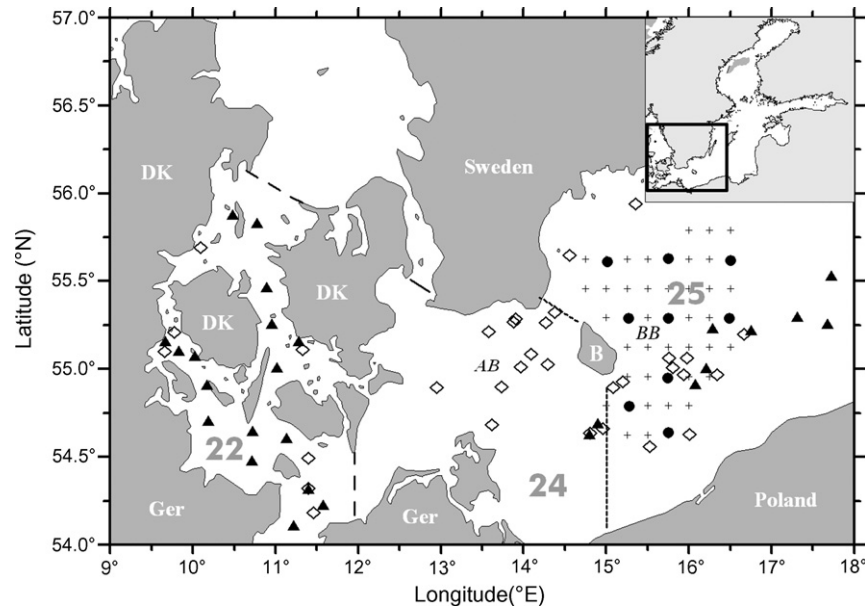 57.0°
56.5°
56.0°
55.5°
55.0°
54.5°
54.0°
Latitude (°N)
DK
Sweden
DK
DK
25
B
BB
AB
22
24
Ger
Ger
Poland
9° 10° 11° 12° 13° 14° 15° 16° 17° 18°
Longitude(°E)